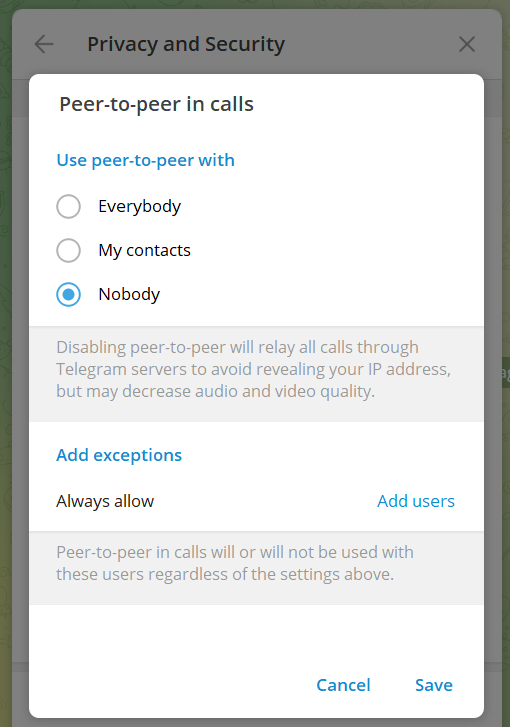 Privacy and Security
Peer-to-peer in calls
Use peer-to-peer with
Everybody
My contacts
Nobody
Disabling peer-to-peer will relay all calls through
Telegram servers to avoid revealing your IP address,
but may decrease audio and video quality.
Add exceptions
Always allow
Add users
Peer-to-peer in calls will or will not be used with
these users regardless of the settings above.
Cancel
Save